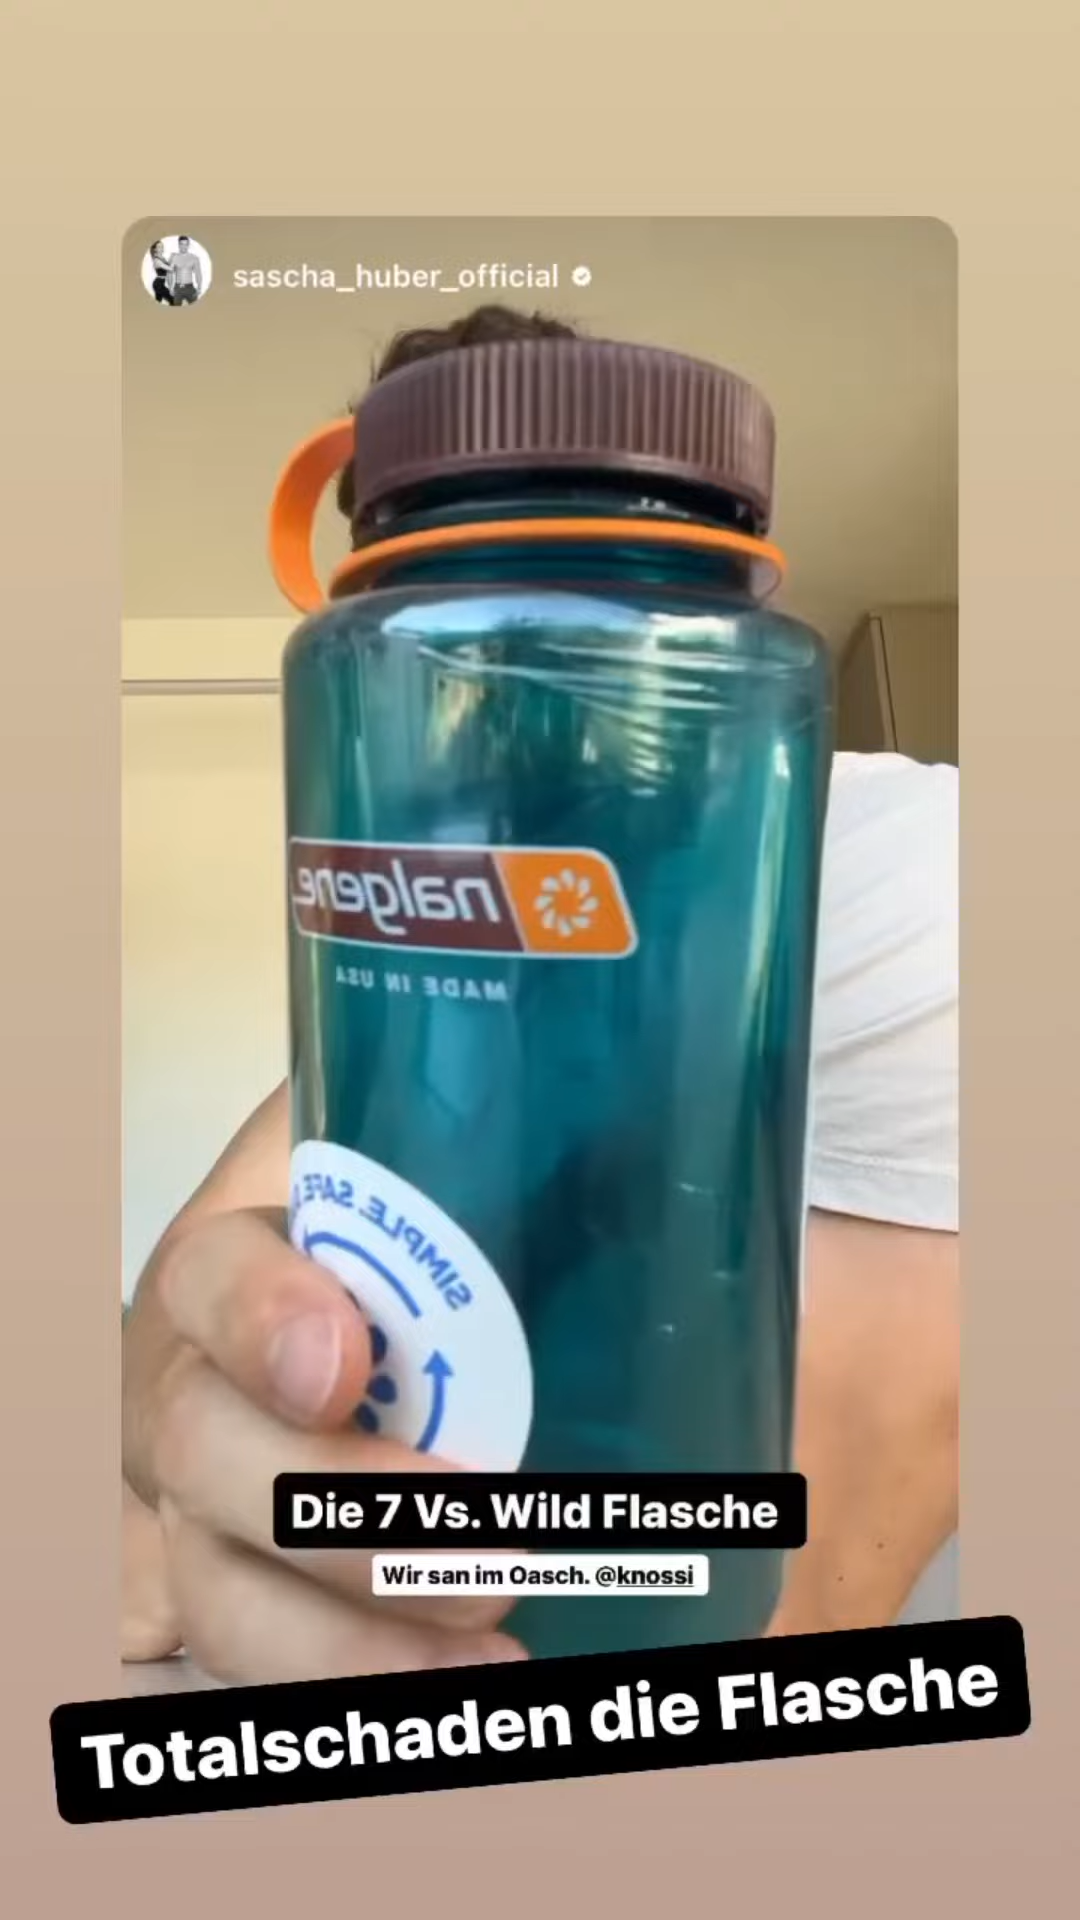 sascha_huber_official
nalgene
MADE IN USA
SIMPLE SAFE
Die 7 Vs. Wild Flasche
Wir san im Oasch. @knossi
Totalschaden die Flasche